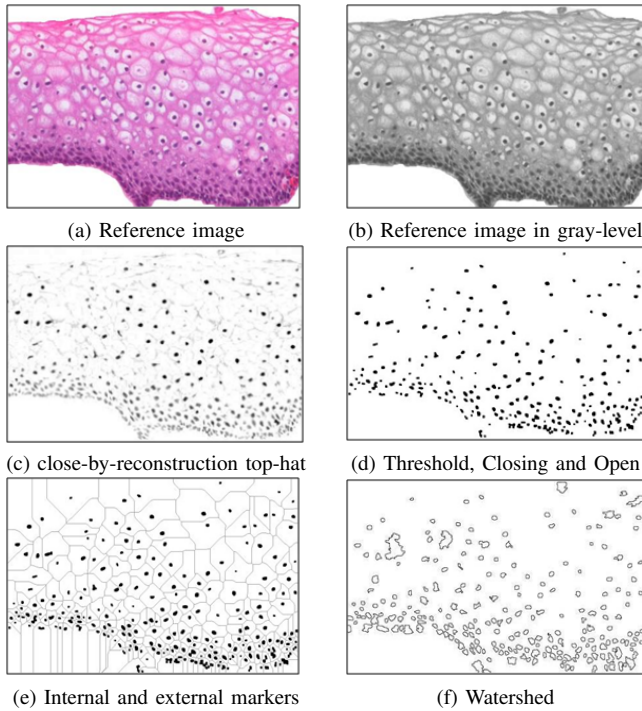 (a) Reference image
(b) Reference image in gray-level
(c) close-by-reconstruction top-hat
(d) Threshold, Closing and Open
(e) Internal and external markers
(f) Watershed